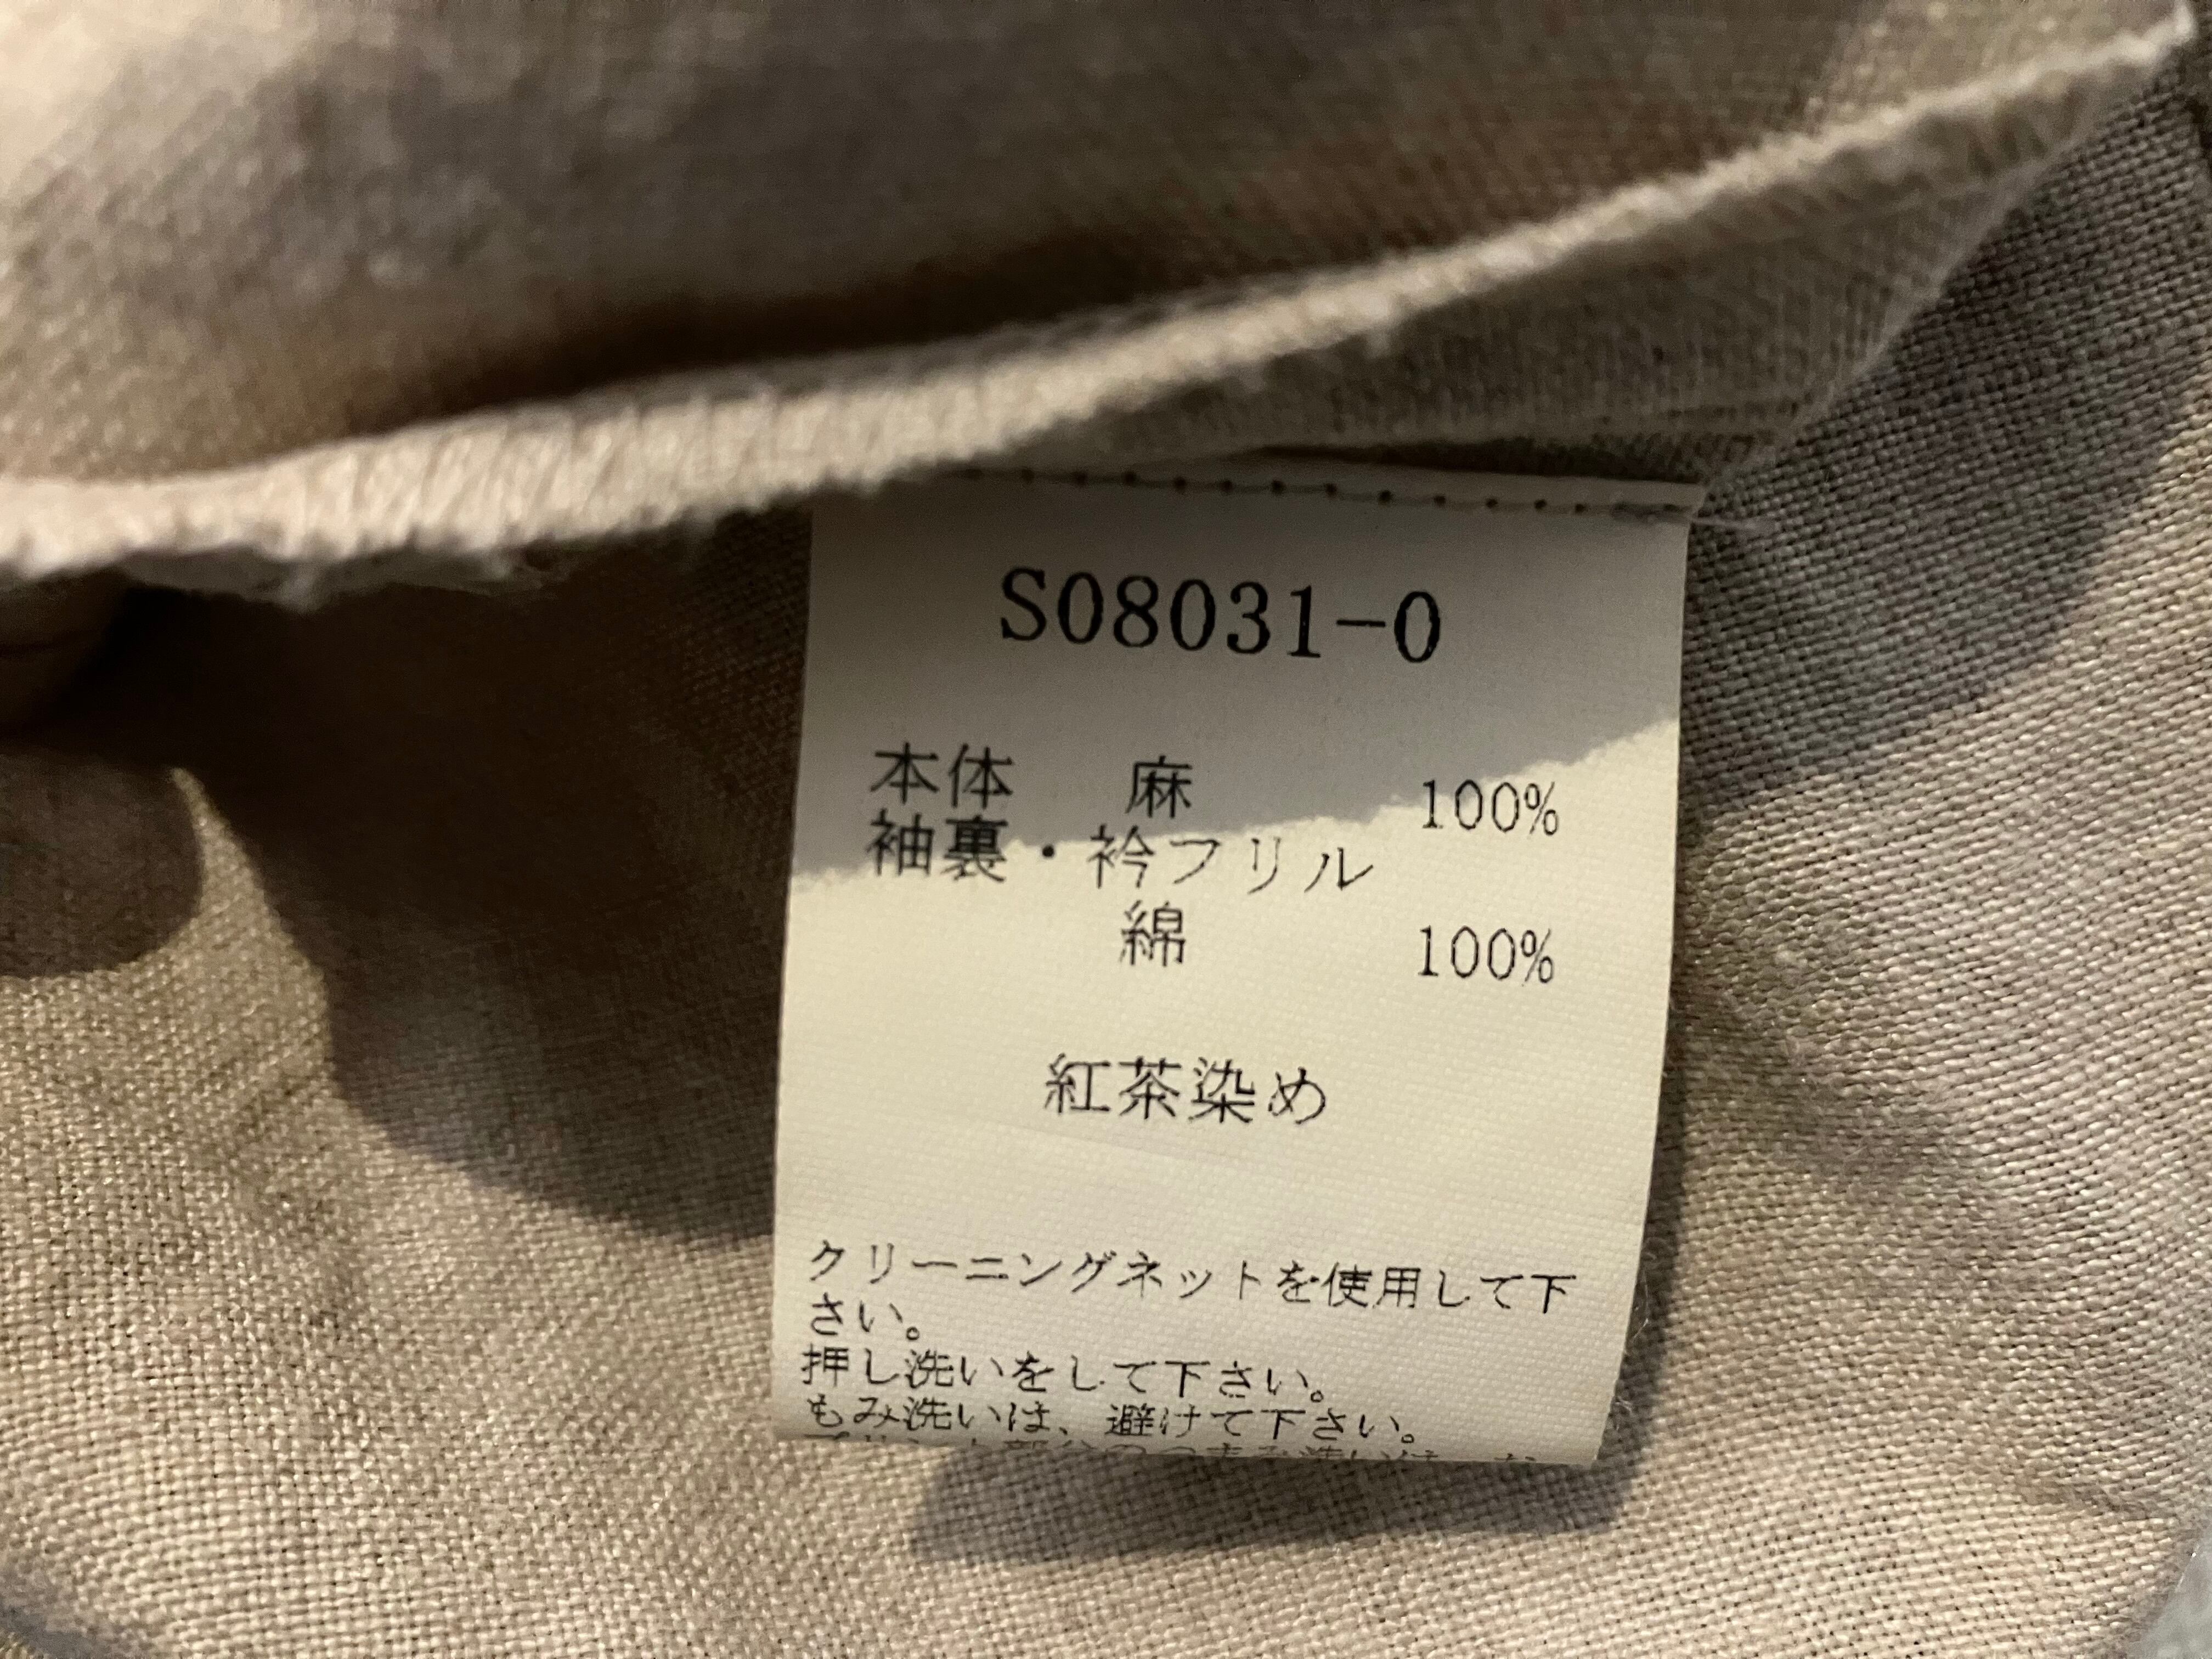 S08031-0
本体 麻 100%
袖裏・衿フリル
綿 100%
紅茶染め
クリーニングネットを使用して下
さい。
押し洗いをして下さい。
もみ洗いは、避けて下さい。